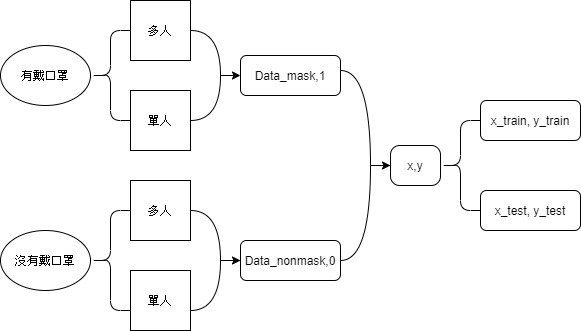 有戴口罩
多人
單人
Data_mask,1
沒有戴口罩
多人
單人
Data_nonmask,0
x,y
x_train, y_train
x_test, y_test